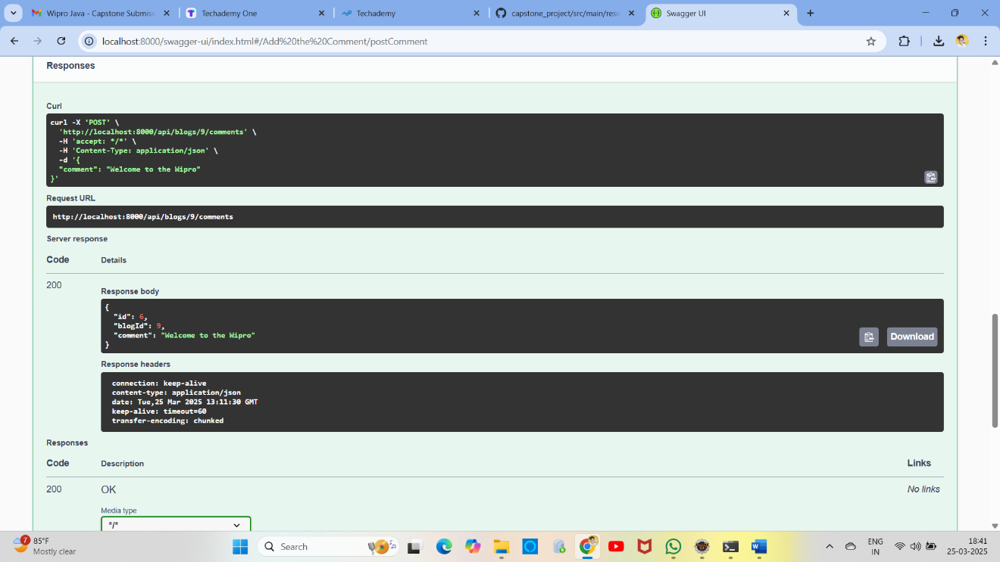 Wipro Java - Capstone Submiss
Techademy One
Techademy
capstone_project/src/main/reso
Swagger UI
localhost:8000/swagger-ui/index.html#/Add%20the%20Comment/postComment
Responses
Curl
curl -X 'POST' \
'http://localhost:8000/api/blogs/9/comments' \
-H 'accept: */*' \
-H 'Content-Type: application/json' \
-d '{
"comment": "Welcome to the Wipro"
}'
Request URL
http://localhost:8000/api/blogs/9/comments
Server response
Code Details
200
Response body
{
"id": 6,
"blogId": 9,
"comment": "Welcome to the Wipro"
}
Download
Response headers
connection: keep-alive
content-type: application/json
date: Tue,25 Mar 2025 13:11:30 GMT
keep-alive: timeout=60
transfer-encoding: chunked
Responses
Code Description Links
200 OK No links
Media type
*/*
7
85°F
Mostly clear
Search
ENG
IN
18:41
25-03-2025